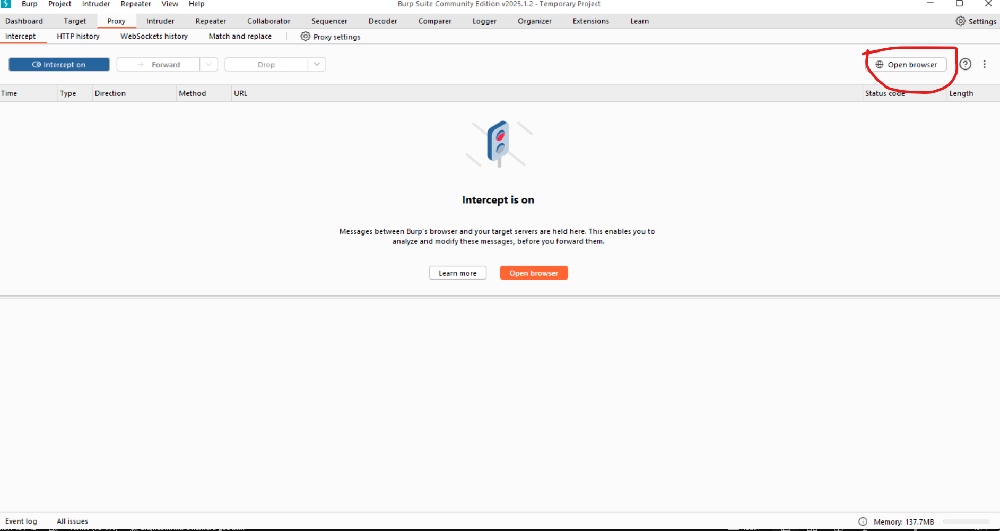 Burp Project Intruder Repeater View Help Burp Suite Community Edition v2025.1.2 - Temporary Project
Dashboard Target Proxy Intruder Repeater Collaborator Sequencer Decoder Comparer Logger Organizer Extensions Learn Settings
Intercept HTTP history WebSockets history Match and replace Proxy settings
Intercept on Forward Drop Open browser
Time Type Direction Method URL Status code Length
Intercept is on
Messages between Burp's browser and your target servers are held here. This enables you to
analyze and modify these messages, before you forward them.
Learn more Open browser
Event log All issues Memory: 137.7MB